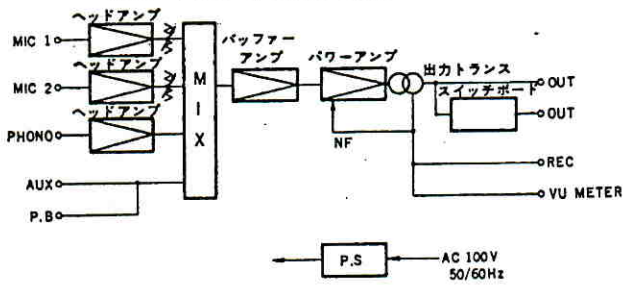 ヘッドアンプ
MIC 1
ヘッドアンプ
MIC 2
ヘッドアンプ
PHONO
AUX
P.B
MIX
バッファー
アンプ
パワーアンプ
NF
出力トランス
スイッチボード
OUT
OUT
REC
VU METER
P.S
AC 100V
50/60Hz